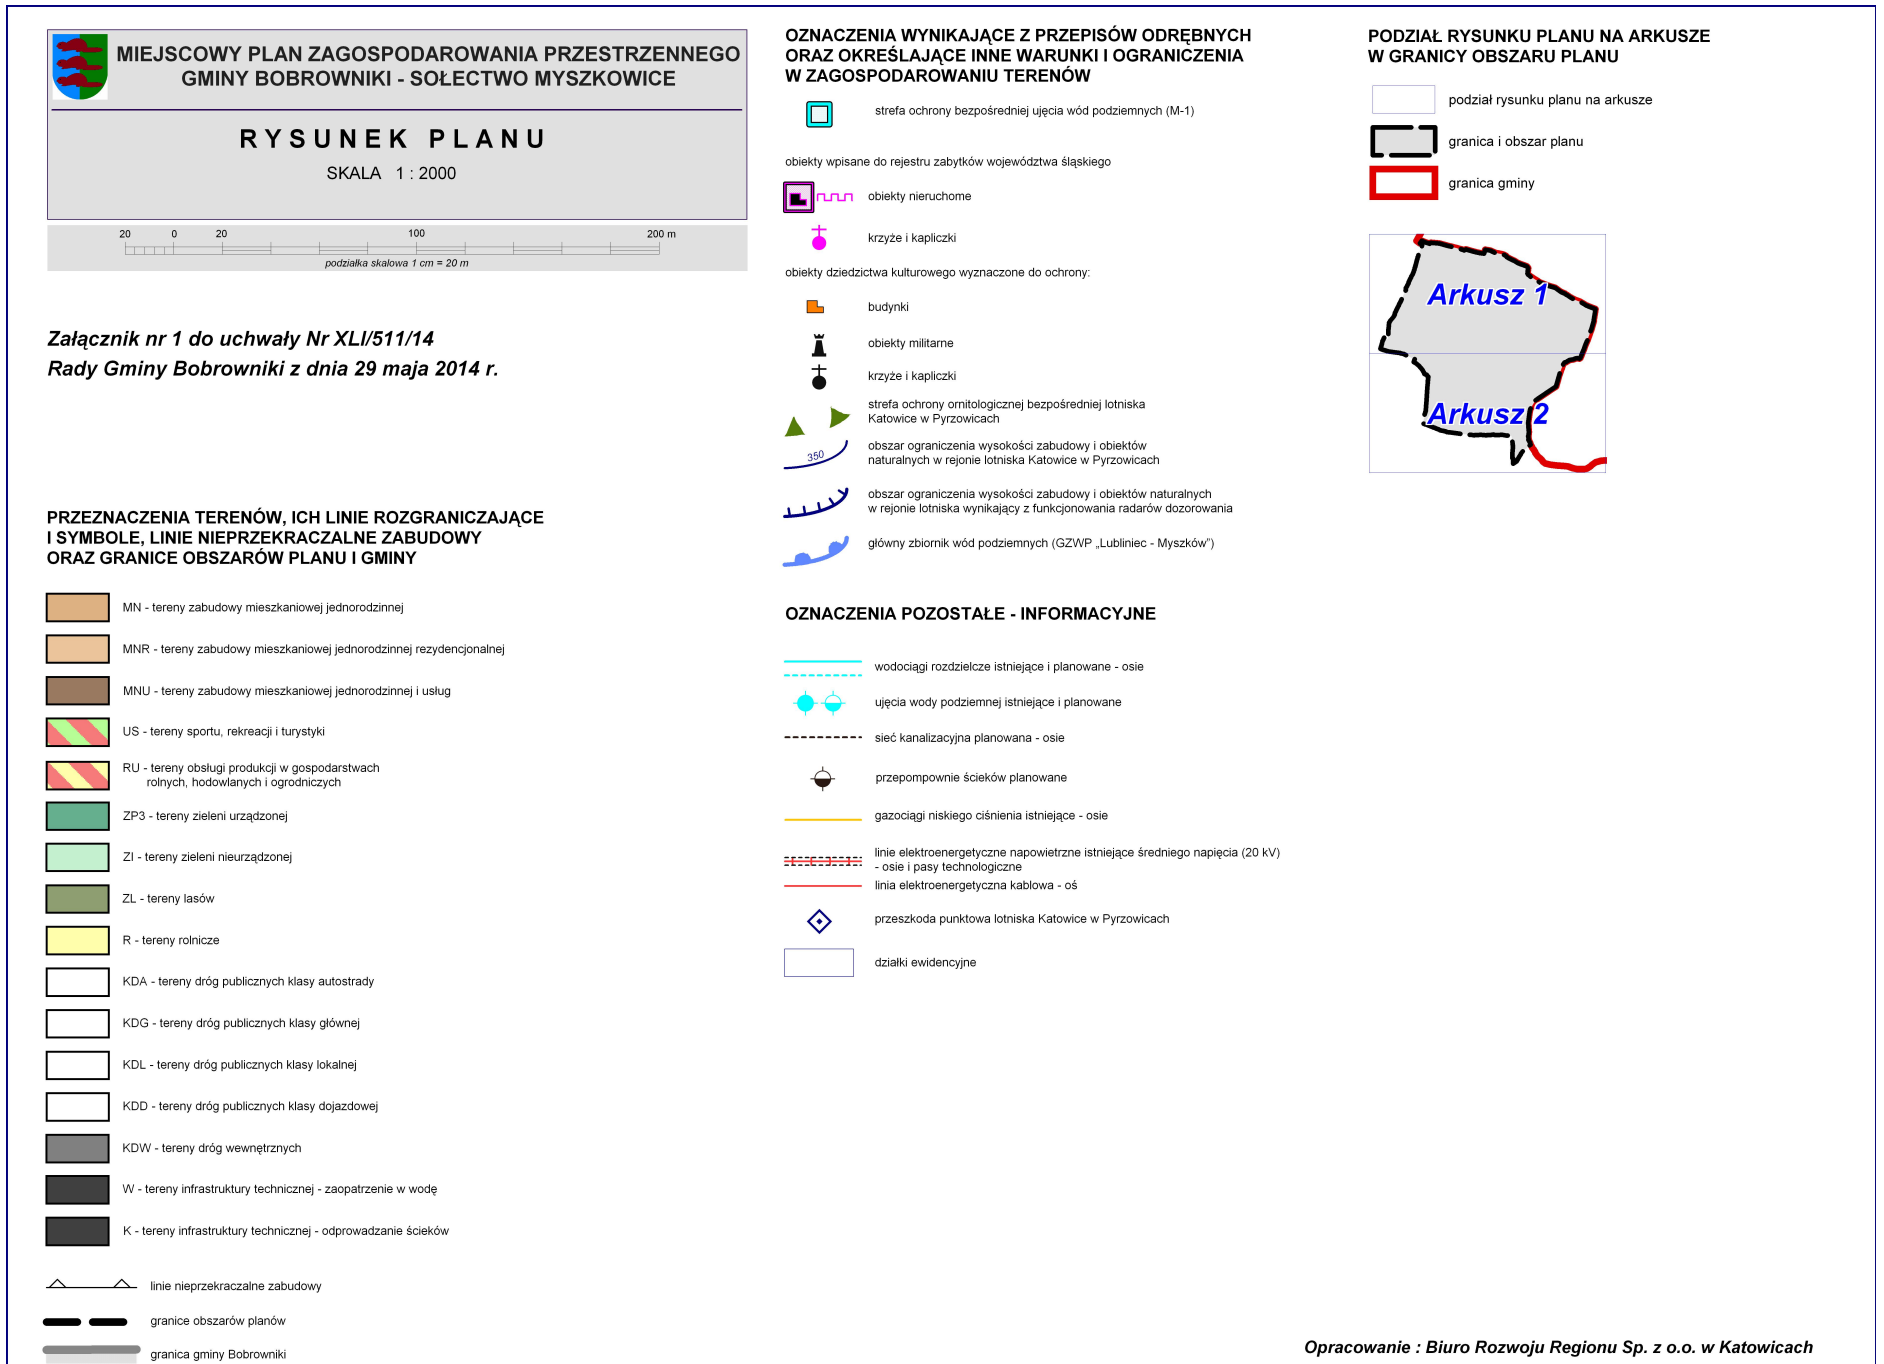 MIEJSCOWY PLAN ZAGOSPODAROWANIA PRZESTRZENNEGO
GMINY BOBROWNIKI - SOŁECTWO MYSZKOWICE
RYSUNEK PLANU
SKALA 1 : 2000
20 0 20 100 200 m
podziałka skalowa 1 cm = 20 m
Załącznik nr 1 do uchwały Nr XLI/511/14
Rady Gminy Bobrowniki z dnia 29 maja 2014 r.
PRZEZNACZENIA TERENÓW, ICH LINIE ROZGRANICZAJĄCE
I SYMBOLE, LINIE NIEPRZEKRACZALNE ZABUDOWY
ORAZ GRANICE OBSZARÓW PLANU I GMINY
MN - tereny zabudowy mieszkaniowej jednorodzinnej
MNR - tereny zabudowy mieszkaniowej jednorodzinnej rezydencjonalnej
MNU - tereny zabudowy mieszkaniowej jednorodzinnej i usług
US - tereny sportu, rekreacji i turystyki
RU - tereny obsługi produkcji w gospodarstwach
rolnych, hodowlanych i ogrodniczych
ZP3 - tereny zieleni urządzonej
ZI - tereny zieleni nieurządzonej
ZL - tereny lasów
R - tereny rolnicze
KDA - tereny dróg publicznych klasy autostrady
KDG - tereny dróg publicznych klasy głównej
KDL - tereny dróg publicznych klasy lokalnej
KDD - tereny dróg publicznych klasy dojazdowej
KDW - tereny dróg wewnętrznych
W - tereny infrastruktury technicznej - zaopatrzenie w wodę
K - tereny infrastruktury technicznej - odprowadzanie ścieków
linie nieprzekraczalne zabudowy
granice obszarów planów
granica gminy Bobrowniki
OZNACZENIA WYNIKAJĄCE Z PRZEPISÓW ODRĘBNYCH
ORAZ OKREŚLAJĄCE INNE WARUNKI I OGRANICZENIA
W ZAGOSPODAROWANIU TERENÓW
strefa ochrony bezpośredniej ujęcia wód podziemnych (M-1)
obiekty wpisane do rejestru zabytków województwa śląskiego
obiekty nieruchome
krzyże i kapliczki
obiekty dziedzictwa kulturowego wyznaczone do ochrony:
budynki
obiekty militarne
krzyże i kapliczki
strefa ochrony ornitologicznej bezpośredniej lotniska
Katowice w Pyrzowicach
350
obszar ograniczenia wysokości zabudowy i obiektów
naturalnych w rejonie lotniska Katowice w Pyrzowicach
obszar ograniczenia wysokości zabudowy i obiektów naturalnych
w rejonie lotniska wynikający z funkcjonowania radarów dozorowania
główny zbiornik wód podziemnych (GZWP „Lubliniec - Myszków”)
OZNACZENIA POZOSTAŁE - INFORMACYJNE
wodociągi rozdzielcze istniejące i planowane - osie
ujęcia wody podziemnej istniejące i planowane
sieć kanalizacyjna planowana - osie
przepompownie ścieków planowane
gazociągi niskiego ciśnienia istniejące - osie
linie elektroenergetyczne napowietrzne istniejące średniego napięcia (20 kV)
- osie i pasy technologiczne
linia elektroenergetyczna kablowa - oś
przeszkoda punktowa lotniska Katowice w Pyrzowicach
działki ewidencyjne
PODZIAŁ RYSUNKU PLANU NA ARKUSZE
W GRANICY OBSZARU PLANU
podział rysunku planu na arkusze
granica i obszar planu
granica gminy
Arkusz 1
Arkusz 2
Opracowanie : Biuro Rozwoju Regionu Sp. z o.o. w Katowicach